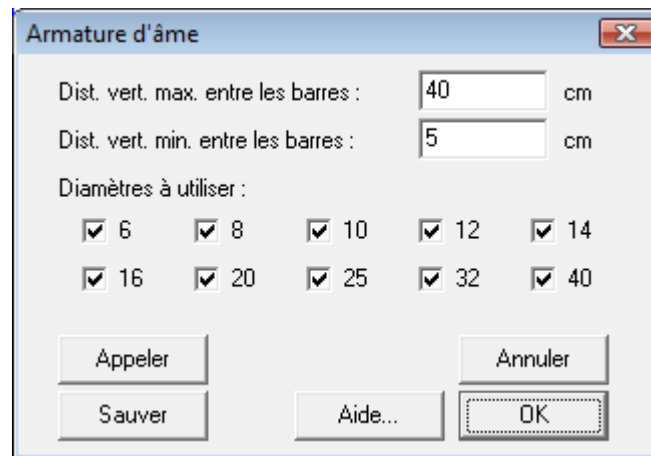 Armature d'âme
Dist. vert. max. entre les barres : 40 cm
Dist. vert. min. entre les barres : 5 cm
Diamètres à utiliser :
6 8 10 12 14
16 20 25 32 40
Appeler Annuler
Sauver Aide... OK